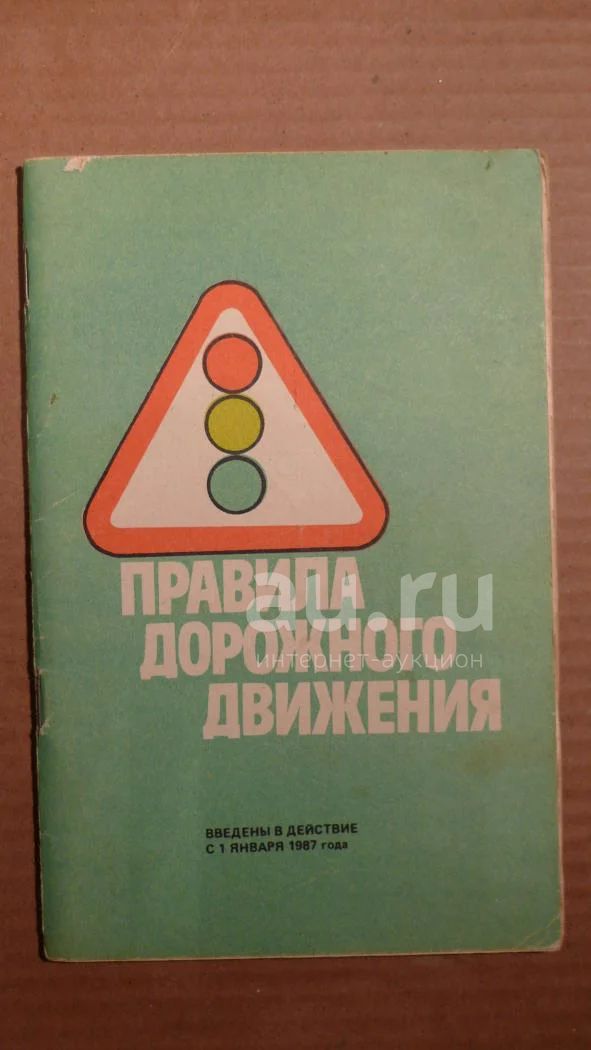 ПРАВИЛА
ДОРОЖНОГО
ДВИЖЕНИЯ
au.ru
интернет-аукцион
ВВЕДЕНЫ В ДЕЙСТВИЕ
С 1 ЯНВАРЯ 1987 года